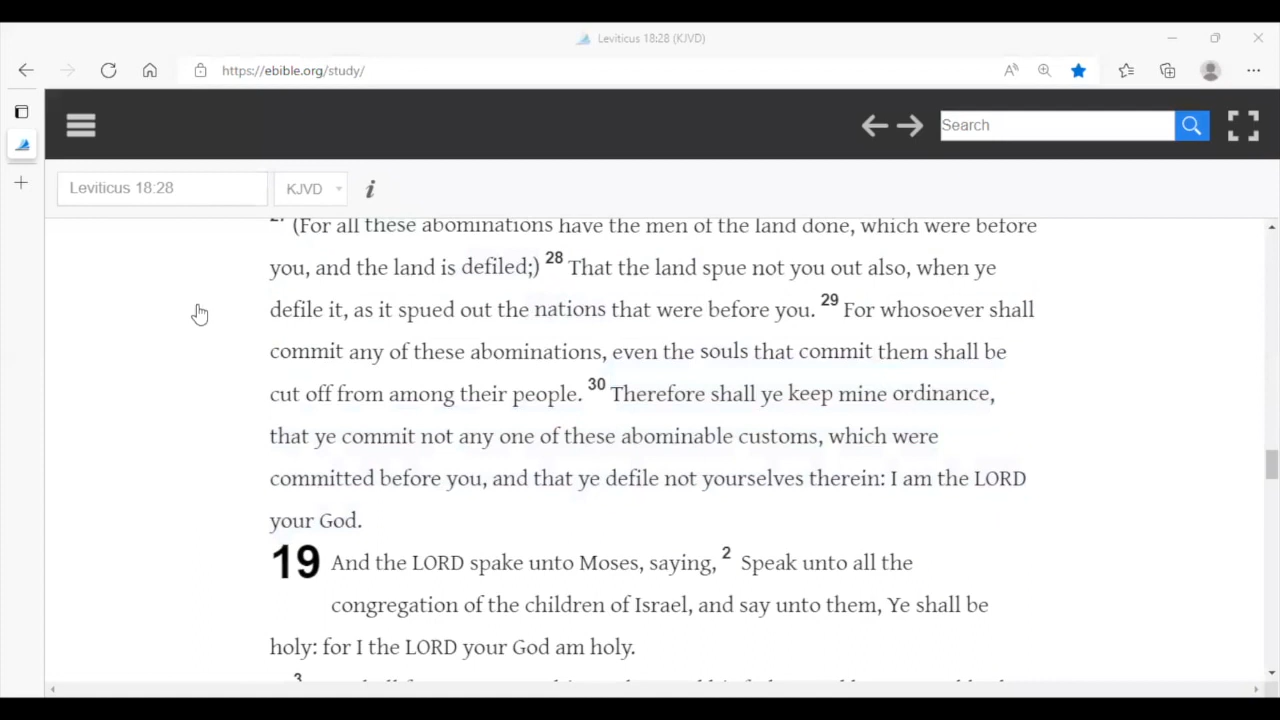 Leviticus 18:28 (KJVD)
https://ebible.org/study/
Search
Leviticus 18:28 KJVD i
27 (For all these abominations have the men of the land done, which were before
you, and the land is defiled;) 28 That the land spue not you out also, when ye
defile it, as it spued out the nations that were before you. 29 For whosoever shall
commit any of these abominations, even the souls that commit them shall be
cut off from among their people. 30 Therefore shall ye keep mine ordinance,
that ye commit not any one of these abominable customs, which were
committed before you, and that ye defile not yourselves therein: I am the LORD
your God.
19 And the LORD spake unto Moses, saying, 2 Speak unto all the
congregation of the children of Israel, and say unto them, Ye shall be
holy: for I the LORD your God am holy.
3